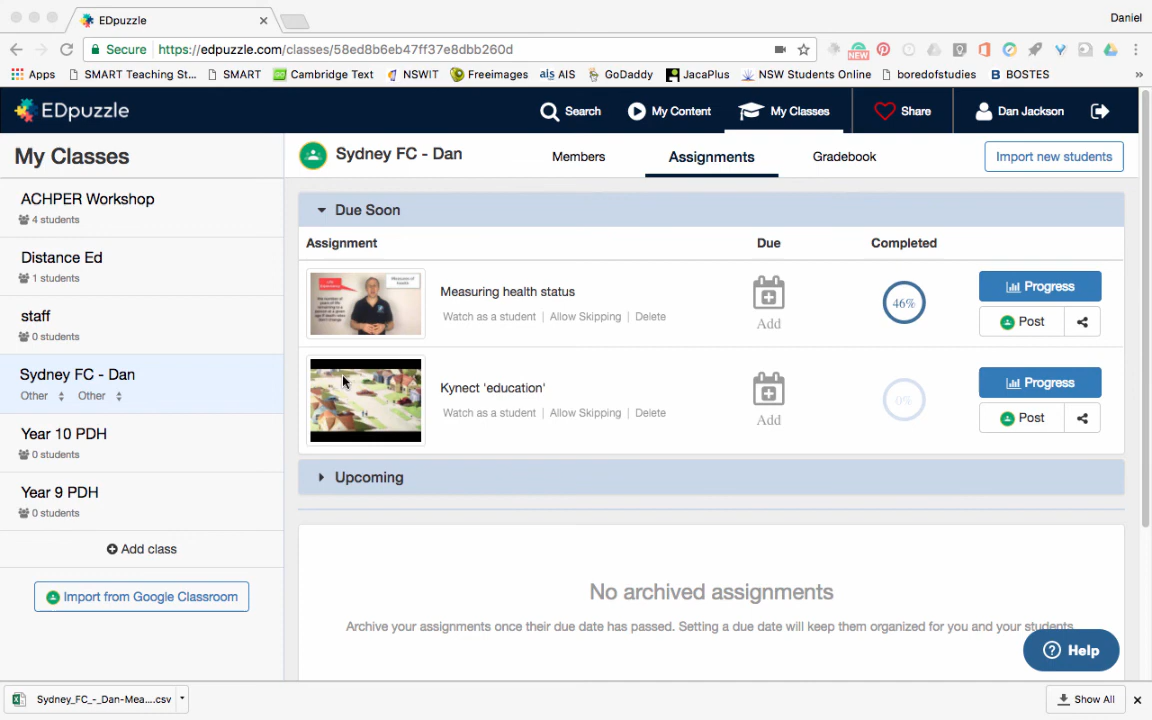 EDpuzzle
Daniel
Secure https://edpuzzle.com/classes/58ed8b6eb47ff37e8dbb260d
NEW
Apps SMART Teaching St... SMART Cambridge Text NSWIT Freeimages ais AIS GoDaddy JacaPlus NSW Students Online boredofstudies B BOSTES »
EDpuzzle Search My Content My Classes Share Dan Jackson
My Classes
Sydney FC - Dan Members Assignments Gradebook Import new students
ACHPER Workshop
4 students
Distance Ed
1 students
staff
0 students
Sydney FC - Dan
Other Other
Year 10 PDH
0 students
Year 9 PDH
0 students
Add class
Import from Google Classroom
Due Soon
Assignment Due Completed
Measuring health status
Watch as a student | Allow Skipping | Delete
Add
46%
Progress
Post
Kynect 'education'
Watch as a student | Allow Skipping | Delete
Add
0%
Progress
Post
Upcoming
No archived assignments
Archive your assignments once their due date has passed. Setting a due date will keep them organized for you and your students.
Help
Sydney_FC_-_Dan-Mea....csv
Show All